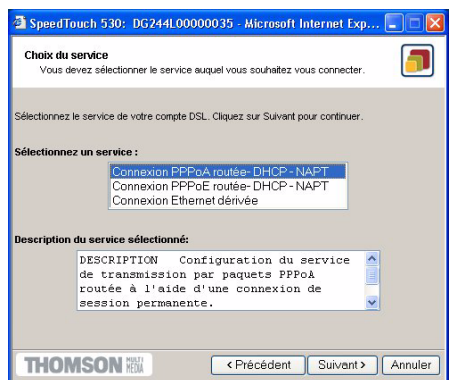 SpeedTouch 530: DG244L00000035 - Microsoft Internet Exp...
Choix du service
Vous devez sélectionner le service auquel vous souhaitez vous connecter.
Sélectionnez le service de votre compte DSL. Cliquez sur Suivant pour continuer.
Sélectionnez un service :
Connexion PPPoA routée- DHCP - NAPT
Connexion PPPoE routée- DHCP - NAPT
Connexion Ethernet dérivée
Description du service sélectionné:
DESCRIPTION Configuration du service
de transmission par paquets PPPoA
routée à l'aide d'une connexion de
session permanente.
THOMSON MULTI MEDIA
< Précédent Suivant > Annuler